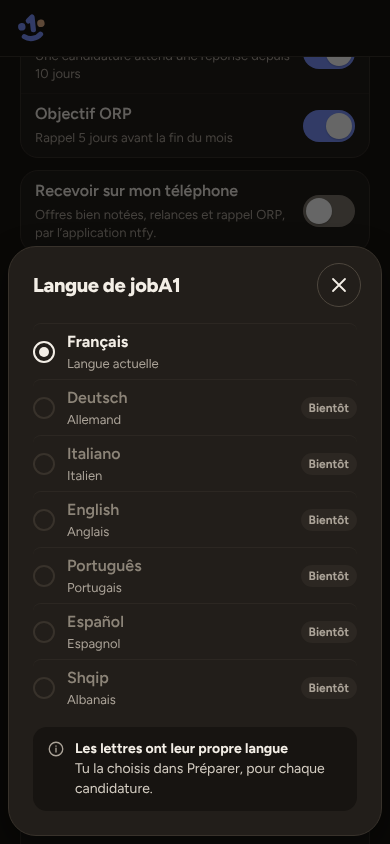 Une candidature attend une réponse depuis
10 jours
Objectif ORP
Rappel 5 jours avant la fin du mois
Recevoir sur mon téléphone
Offres bien notées, relances et rappel ORP,
par l'application ntfy.
Langue de jobA1
Français
Langue actuelle
Deutsch
Allemand
Bientôt
Italiano
Italien
Bientôt
English
Anglais
Bientôt
Português
Portugais
Bientôt
Español
Espagnol
Bientôt
Shqip
Albanais
Bientôt
Les lettres ont leur propre langue
Tu la choisis dans Préparer, pour chaque
candidature.